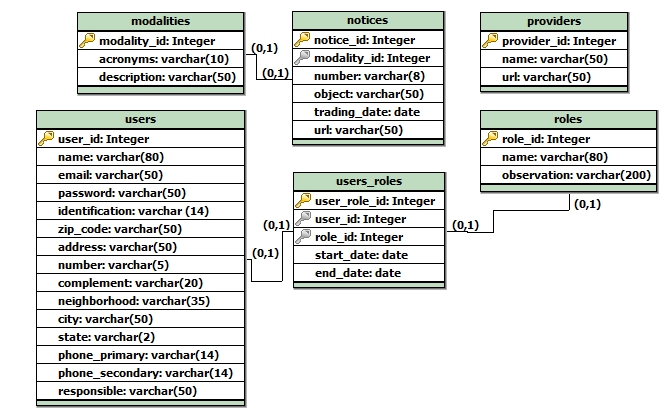 modalities
modality_id: Integer
acronyms: varchar(10)
description: varchar(50)
(0,1)
(0,1)
notices
notice_id: Integer
modality_id: Integer
number: varchar(8)
object: varchar(50)
trading_date: date
url: varchar(50)
providers
provider_id: Integer
name: varchar(50)
url: varchar(50)
users
user_id: Integer
name: varchar(80)
email: varchar(50)
password: varchar(50)
identification: varchar (14)
zip_code: varchar(50)
address: varchar(50)
number: varchar(5)
complement: varchar(20)
neighborhood: varchar(35)
city: varchar(50)
state: varchar(2)
phone_primary: varchar(14)
phone_secondary: varchar(14)
responsible: varchar(50)
(0,1)
(0,1)
users_roles
user_role_id: Integer
user_id: Integer
role_id: Integer
start_date: date
end_date: date
(0,1)
(0,1)
roles
role_id: Integer
name: varchar(80)
observation: varchar(200)